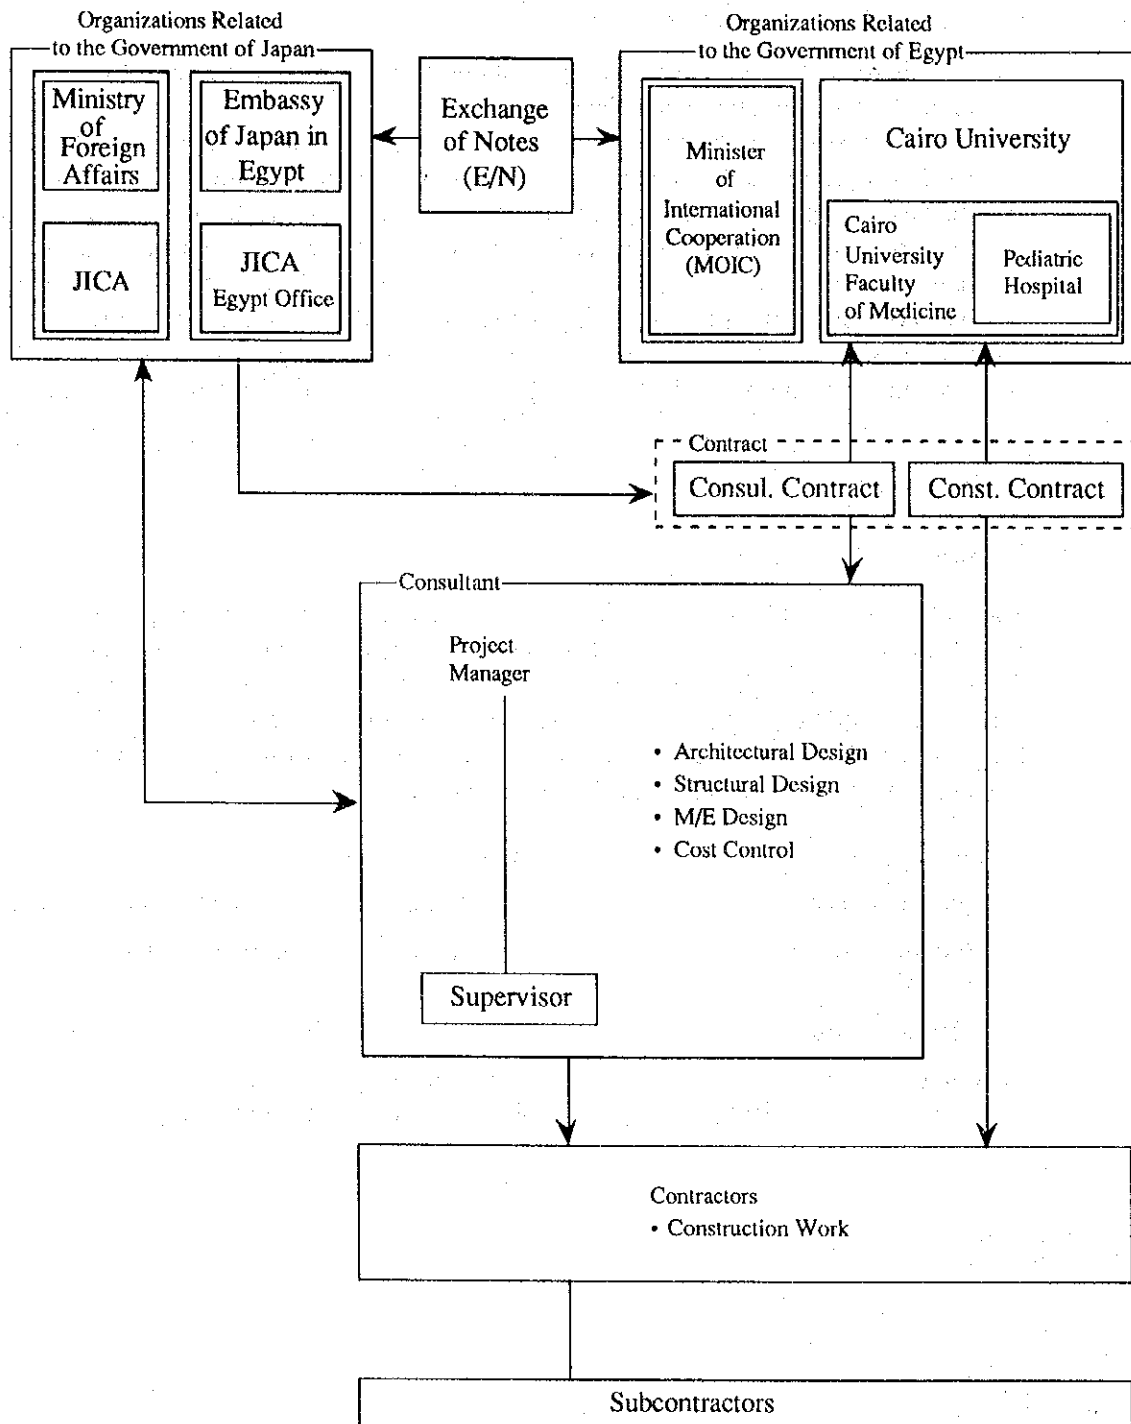 Organizations Related
to the Government of Japan
Organizations Related
to the Government of Egypt
Ministry
of
Foreign
Affairs
Embassy
of Japan in
Egypt
JICA
JICA
Egypt Office
Exchange
of Notes
(E/N)
Minister
of
International
Cooperation
(MOIC)
Cairo University
Cairo
University
Faculty
of Medicine
Pediatric
Hospital
Contract
Consul. Contract
Const. Contract
Consultant
Project
Manager
• Architectural Design
• Structural Design
• M/E Design
• Cost Control
Supervisor
Contractors
• Construction Work
Subcontractors